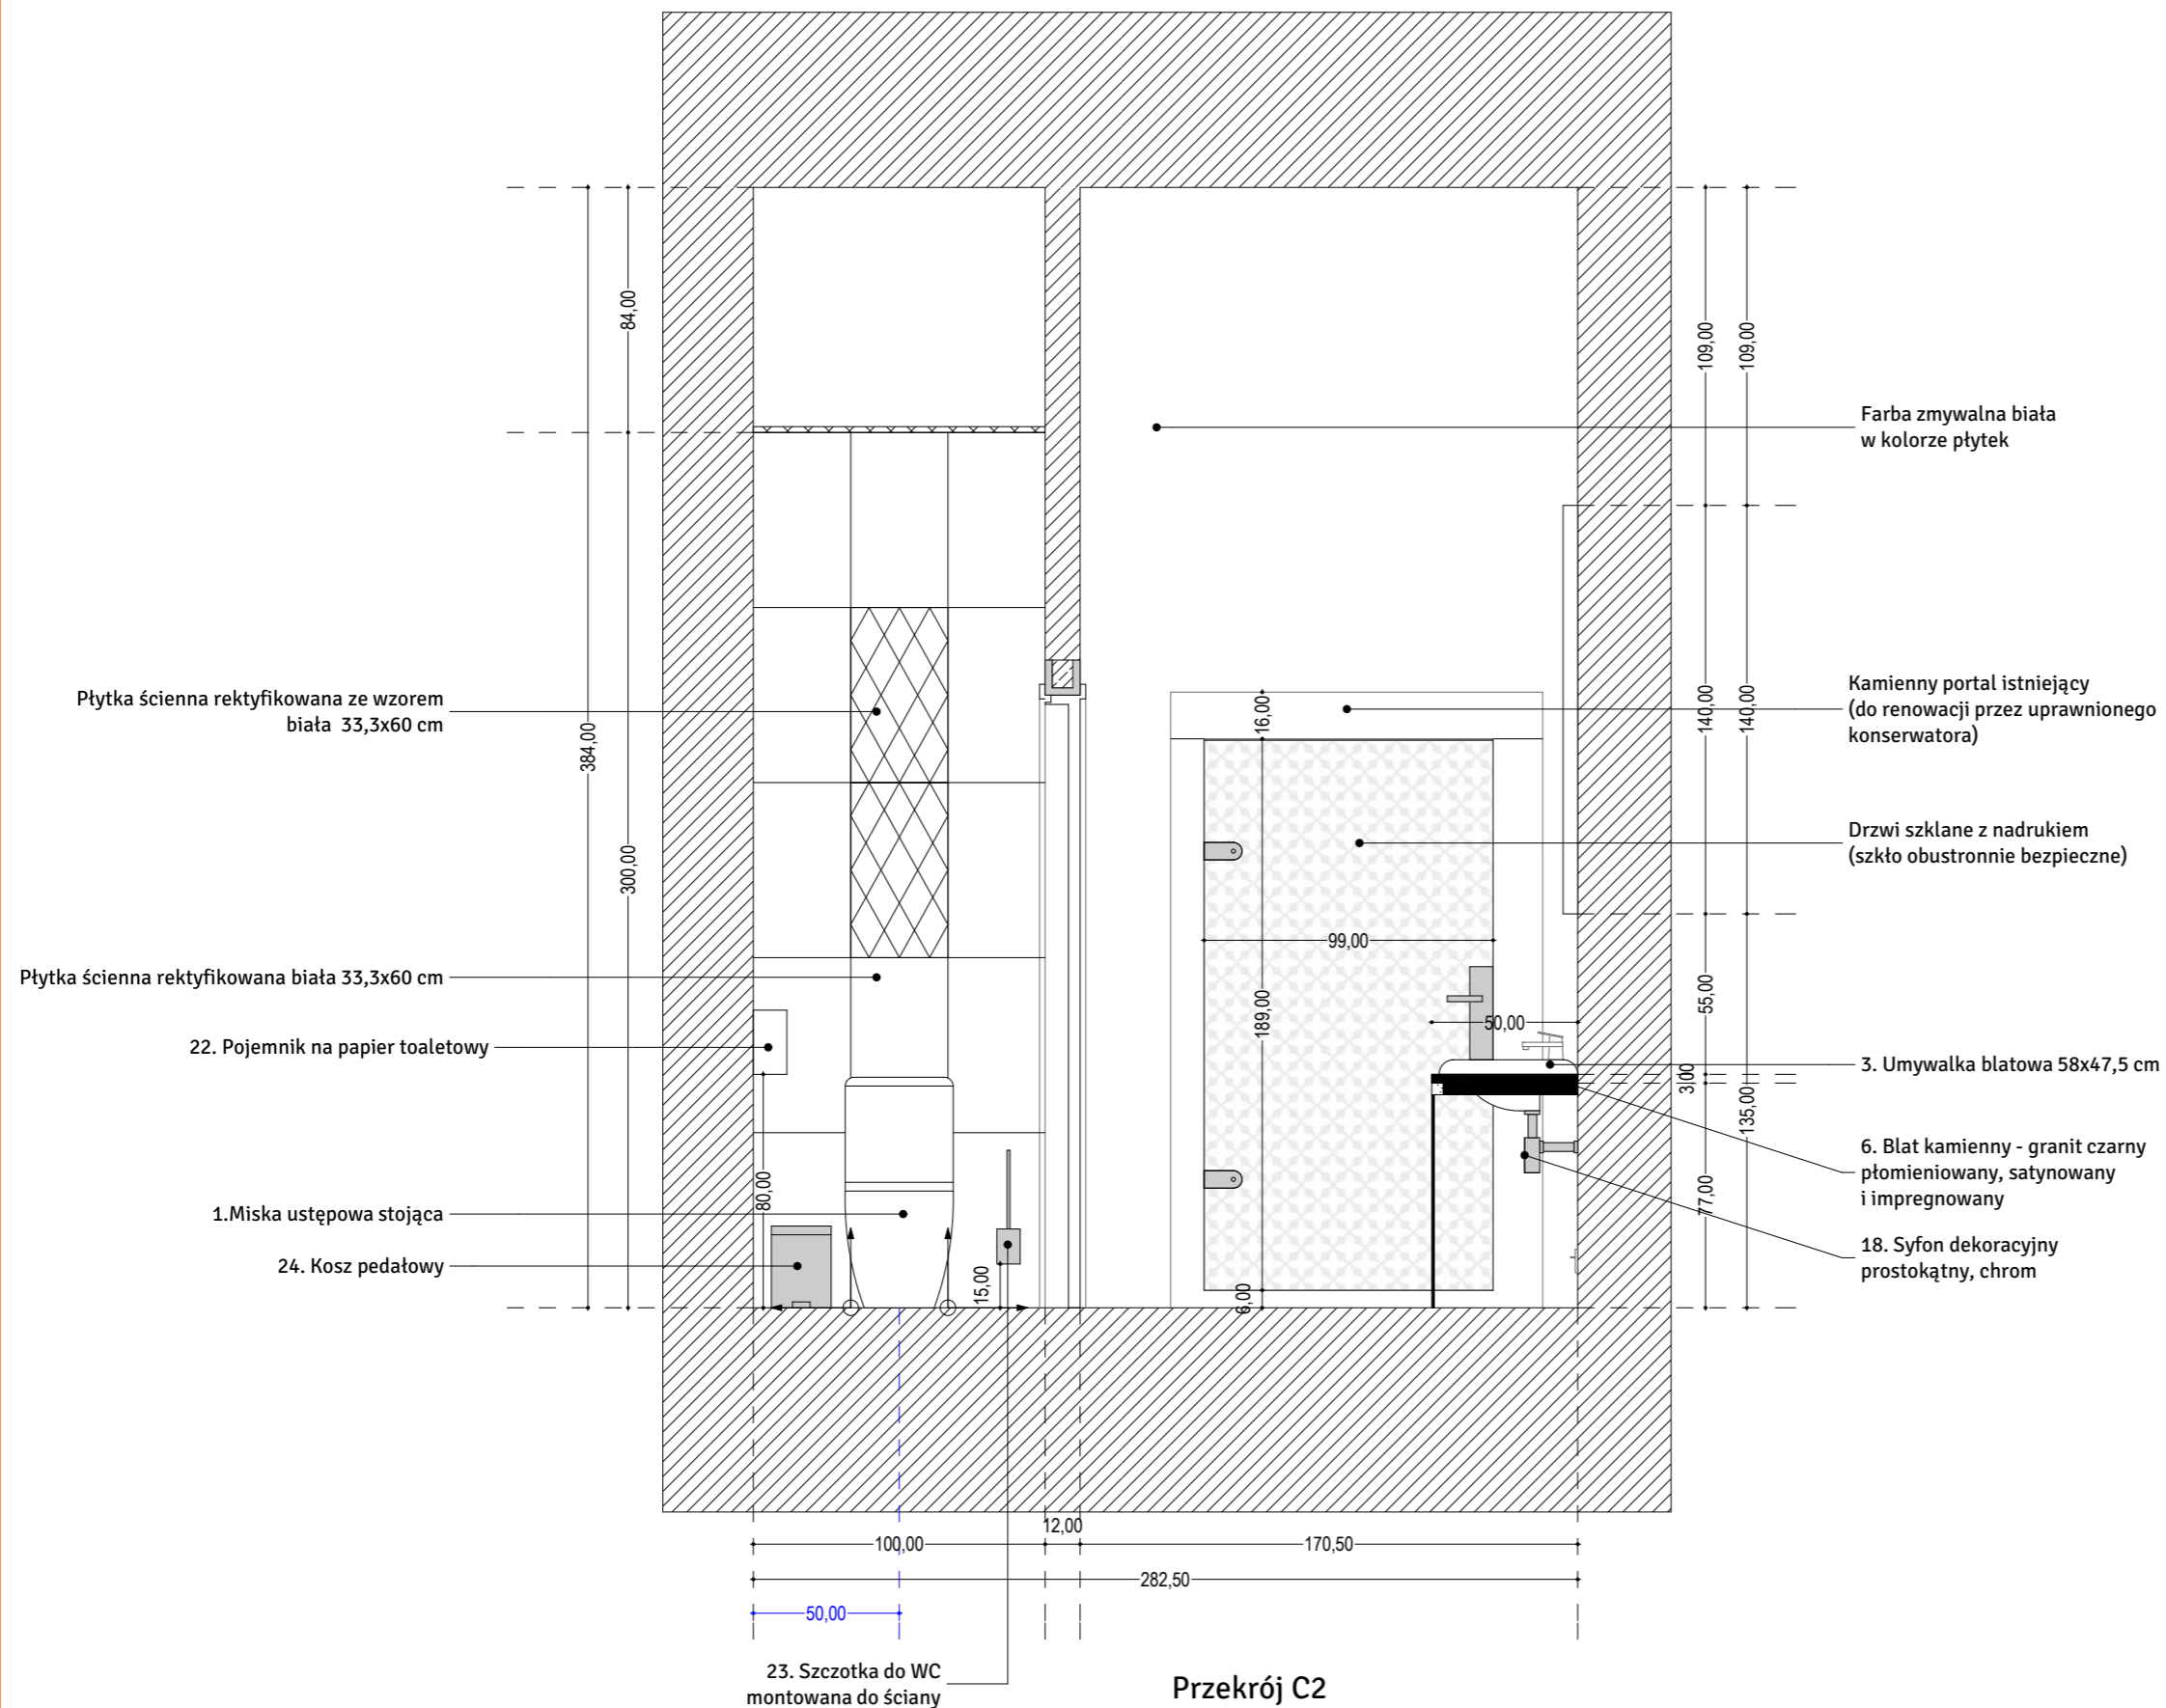 84,00
109,00
109,00
Farba zmywalna biała
w kolorze płytek
Płytka ścienna rektyfikowana ze wzorem
biała 33,3x60 cm
384,00
16,00
140,00
140,00
Kamienny portal istniejący
(do renowacji przez uprawnionego
konserwatora)
300,00
Drzwi szklane z nadrukiem
(szkło obustronnie bezpieczne)
99,00
Płytka ścienna rektyfikowana biała 33,3x60 cm
189,00
50,00
55,00
22. Pojemnik na papier toaletowy
3. Umywalka blatowa 58x47,5 cm
3,00
135,00
6. Blat kamienny - granit czarny
płomieniowany, satynowany
i impregnowany
80,00
77,00
1.Miska ustępowa stojąca
18. Syfon dekoracyjny
prostokątny, chrom
24. Kosz pedałowy
15,00
6,00
12,00
100,00
170,50
282,50
50,00
23. Szczotka do WC
montowana do ściany
Przekrój C2